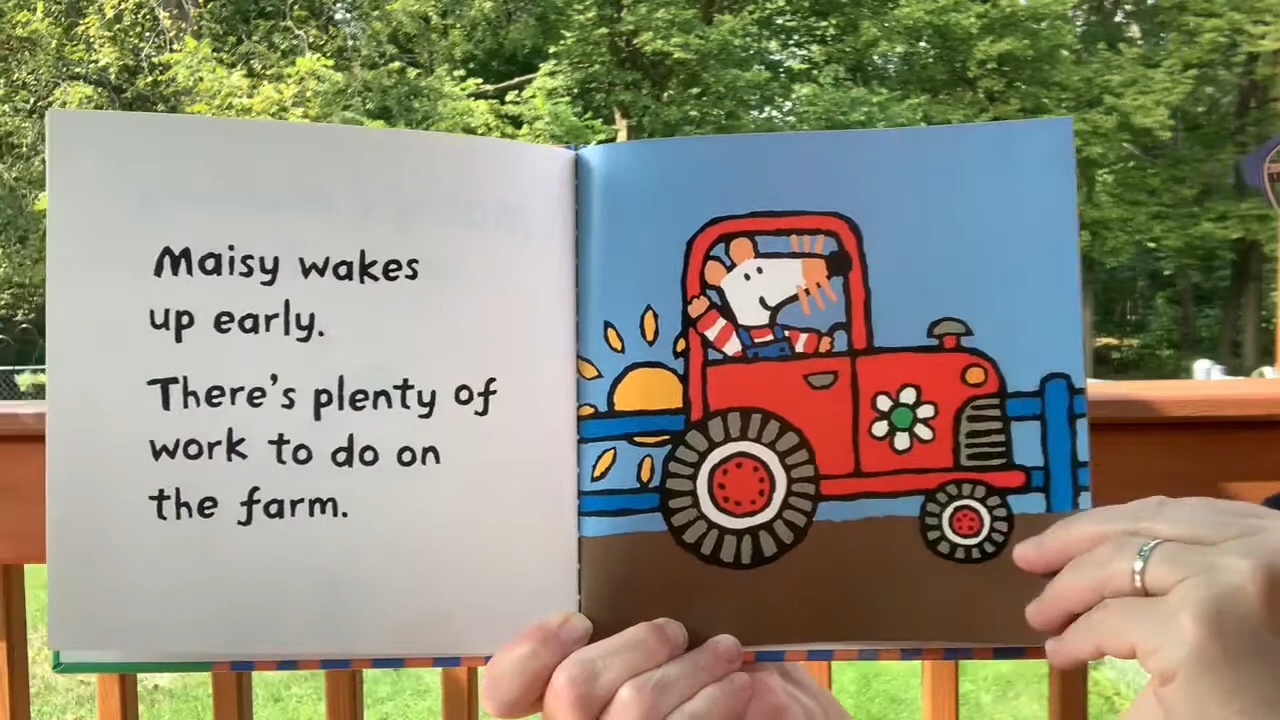 Maisy wakes
up early.
There's plenty of
work to do on
the farm.